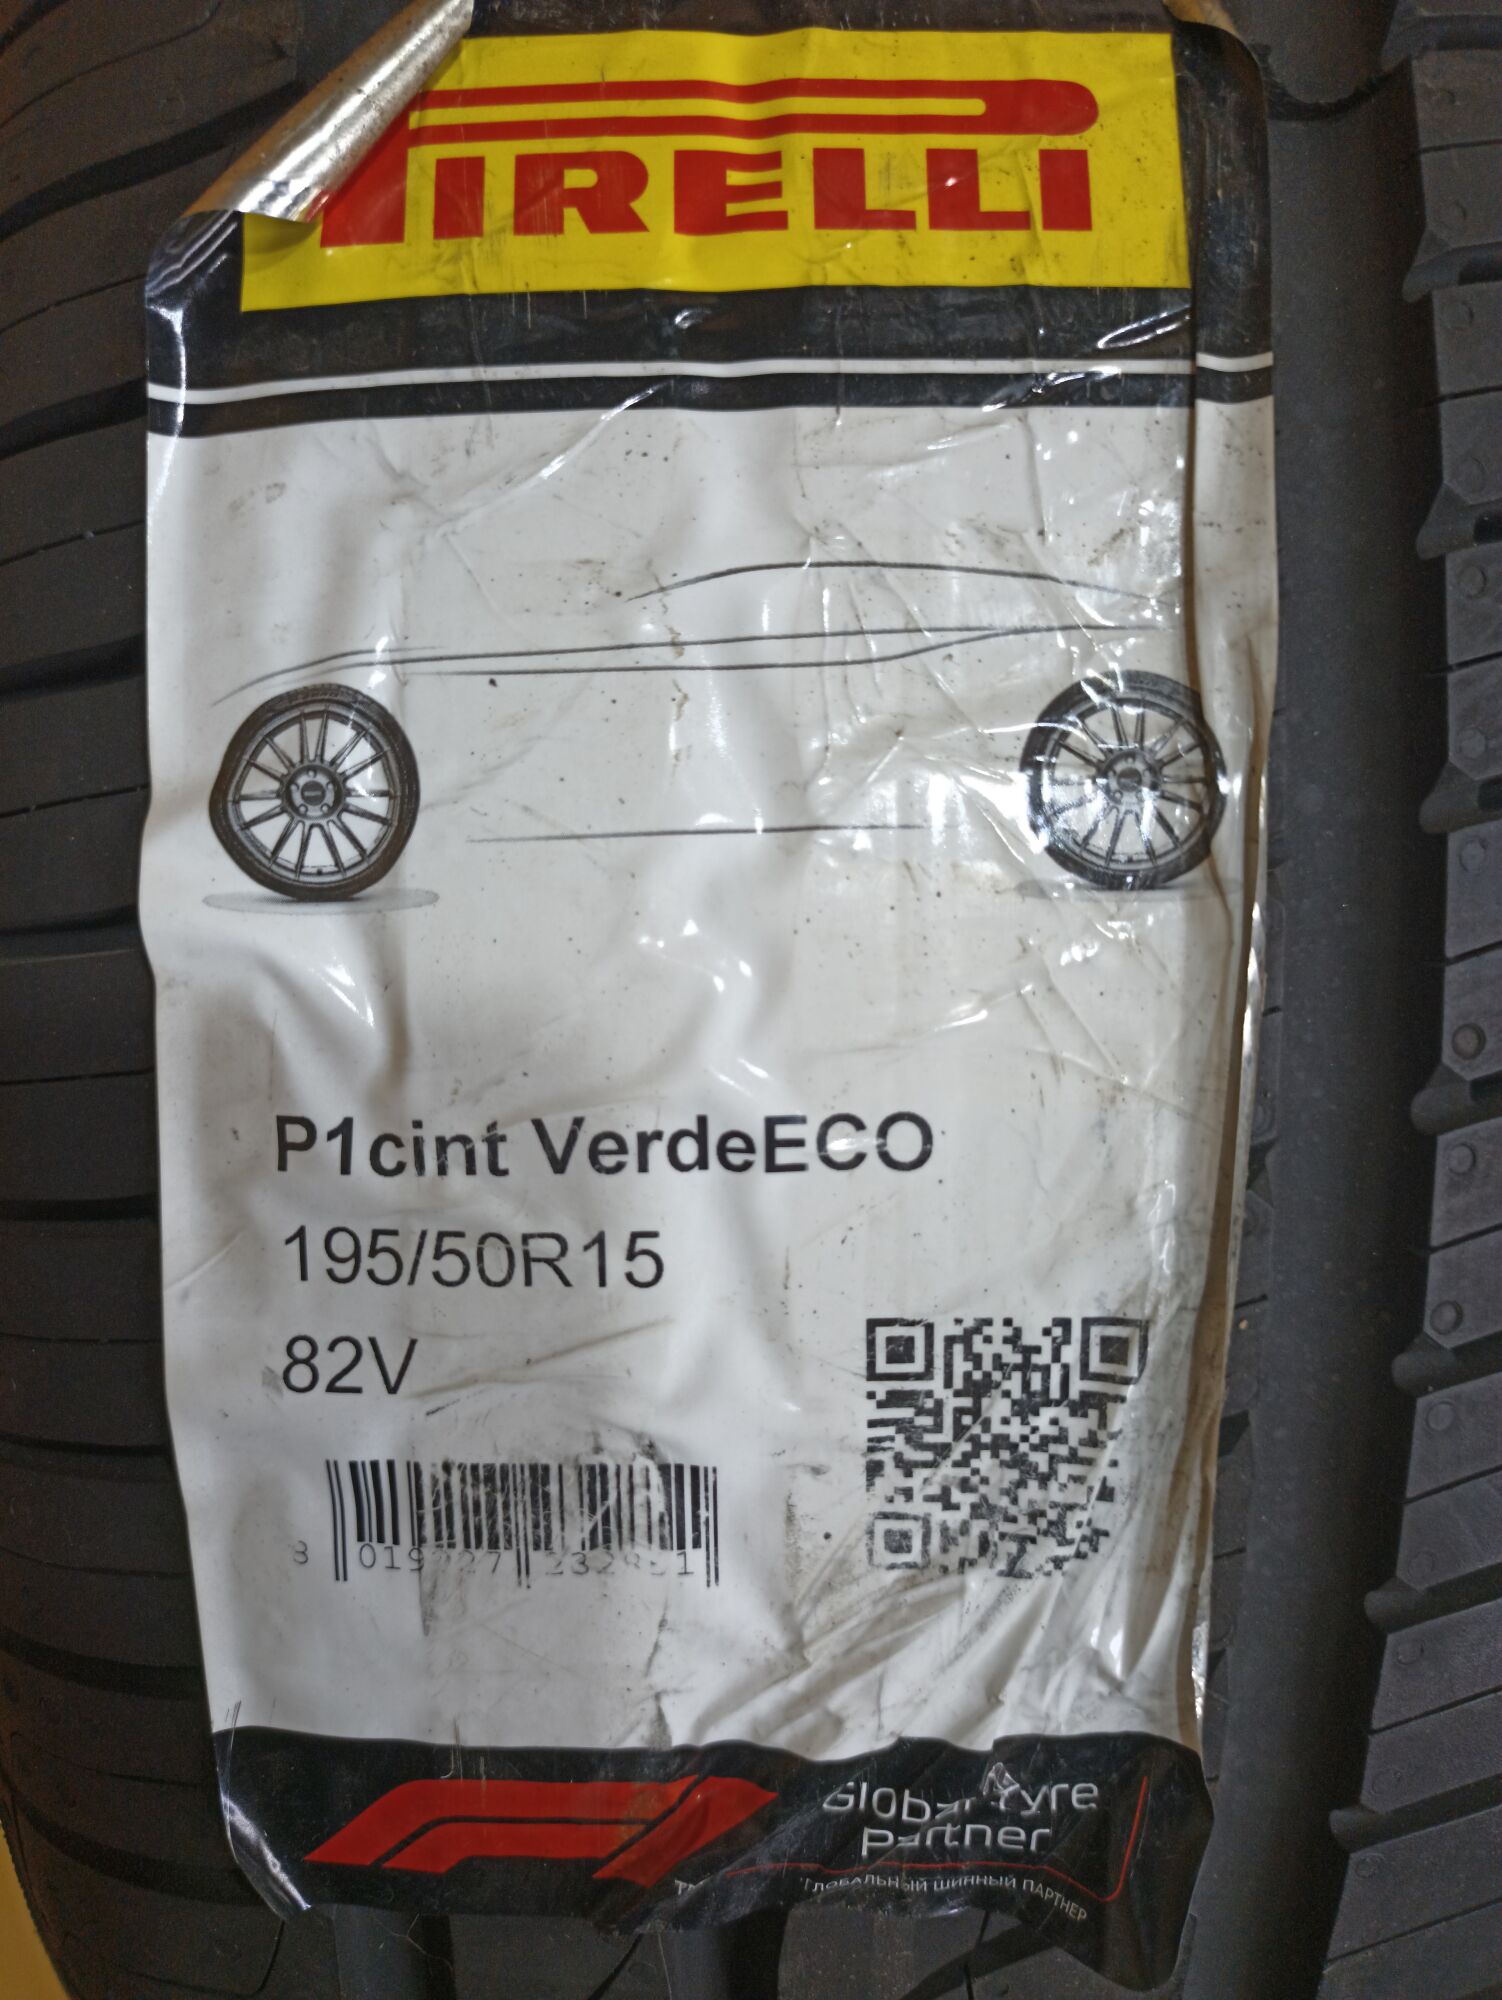 PIRELLI
P1cint VerdeECO
195/50R15
82V
Global Tyre
partner
ГЛОБАЛЬНЫЙ ШИННЫЙ ПАРТНЕР